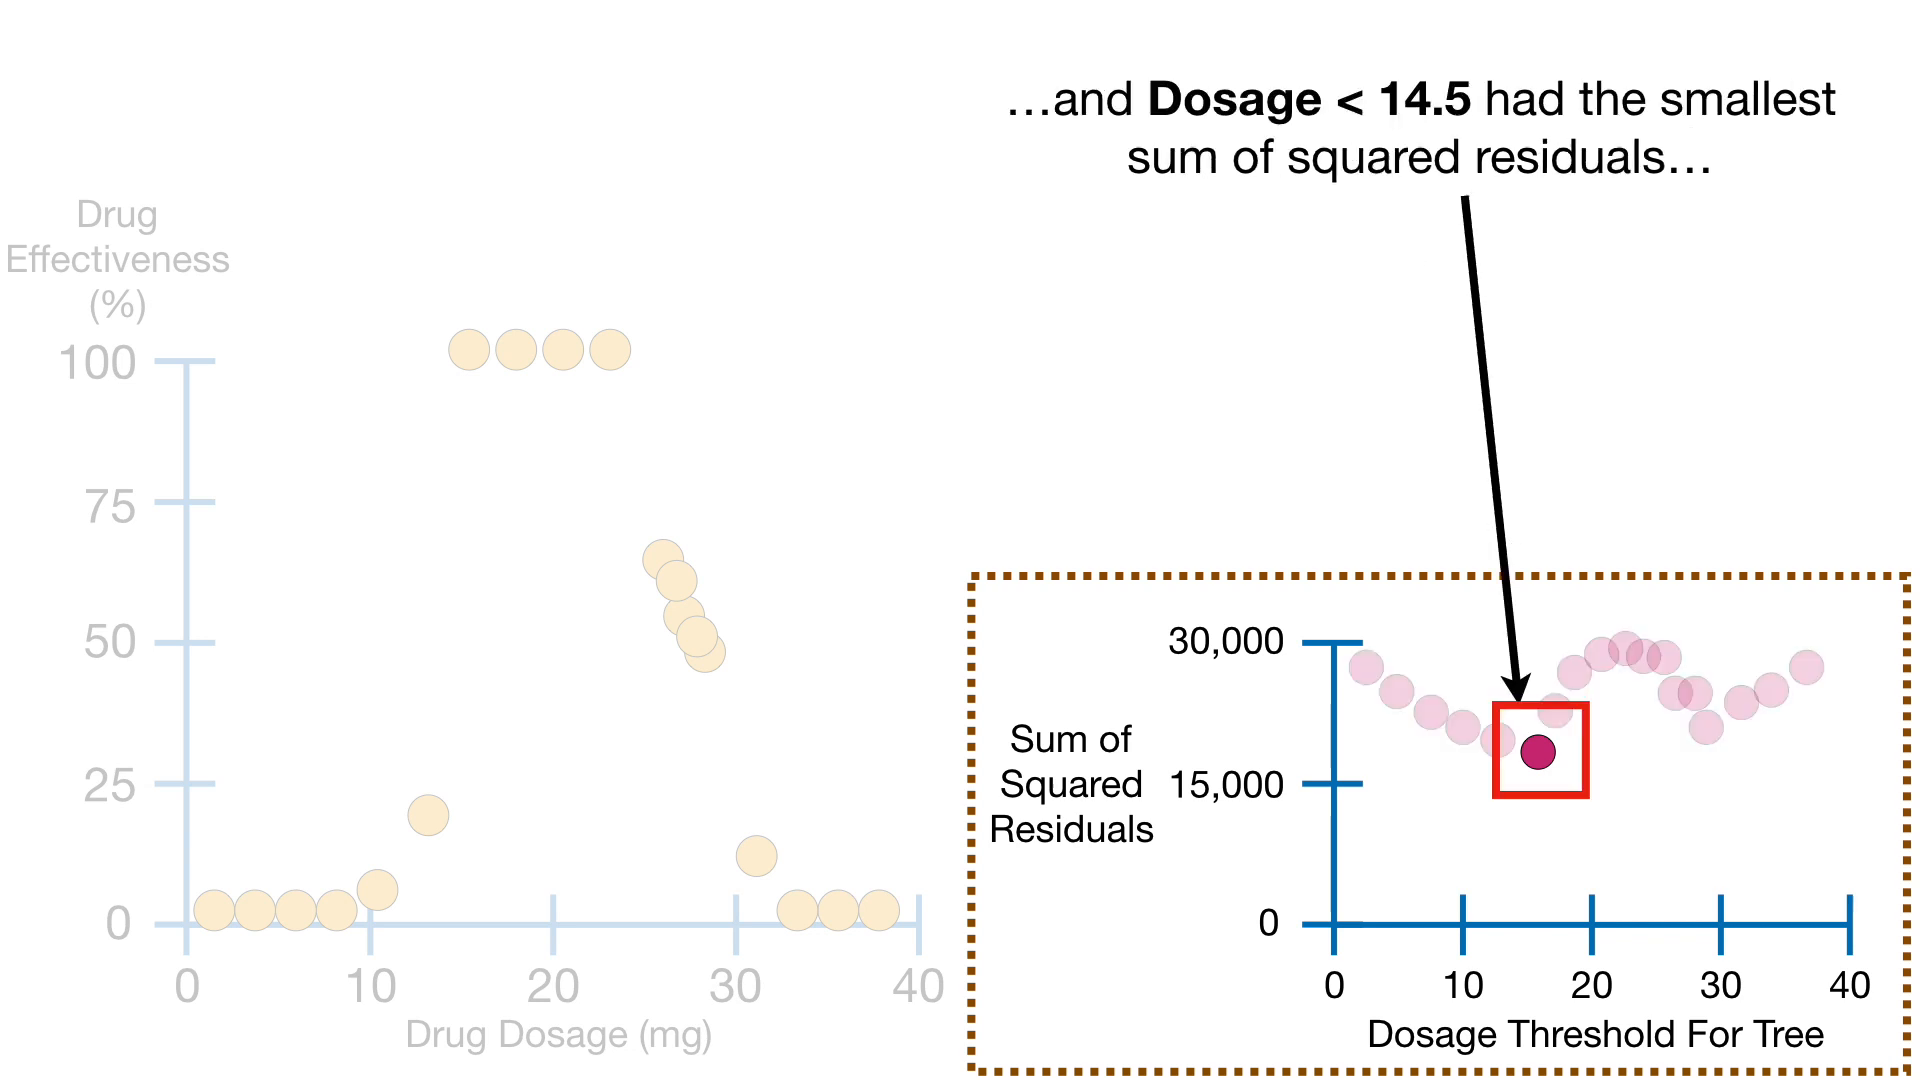 …and Dosage < 14.5 had the smallest
sum of squared residuals…
Drug
Effectiveness
(%)
100
75
50
25
0
0 10 20 30 40
Drug Dosage (mg)
30,000
15,000
0
Sum of
Squared
Residuals
0 10 20 30 40
Dosage Threshold For Tree